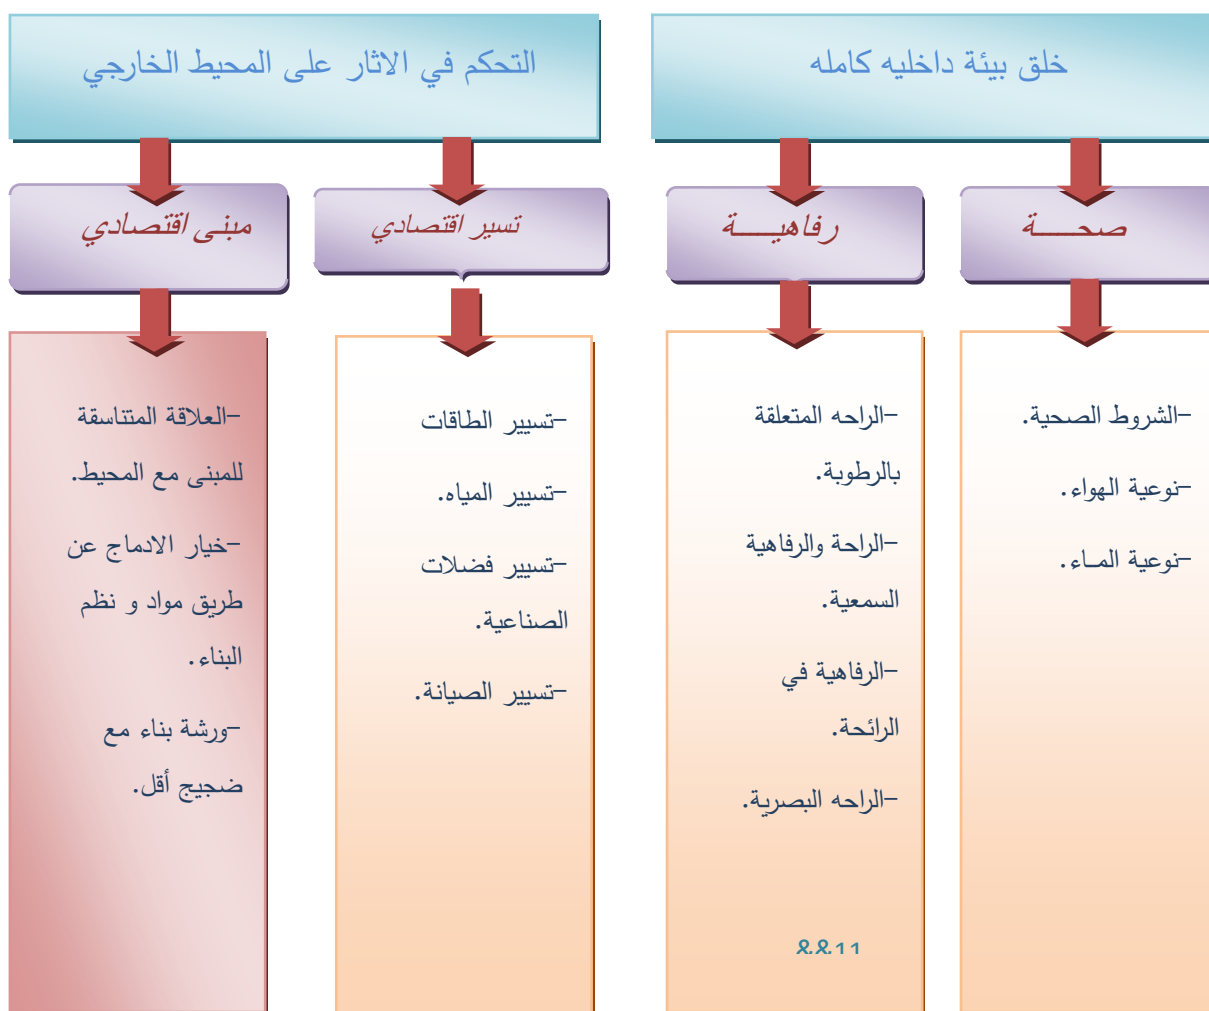 خلق بيئة داخليه كامله
التحكم في الاثار على المحيط الخارجي
صحـــــة
رفاهيـــــة
تسير اقتصادي
مبنى اقتصادي
-الشروط الصحية.
-نوعية الهواء.
-نوعية المـاء.
-الراحه المتعلقة
بالرطوبة.
-الراحة والرفاهية
السمعية.
-الرفاهية في
الرائحة.
-الراحه البصرية.
-تسيير الطاقات
-تسيير المياه.
-تسيير فضلات
الصناعية.
-تسيير الصيانة.
-العلاقة المتناسقة
للمبنى مع المحيط.
-خيار الادماج عن
طريق مواد و نظم
البناء.
-ورشة بناء مع
ضجيج أقل.
&&11